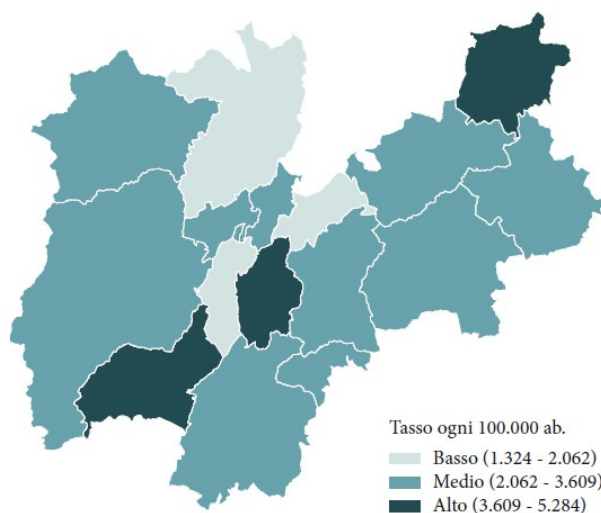 Tasso ogni 100.000 ab.
Basso (1.324 - 2.062)
Medio (2.062 - 3.609)
Alto (3.609 - 5.284)